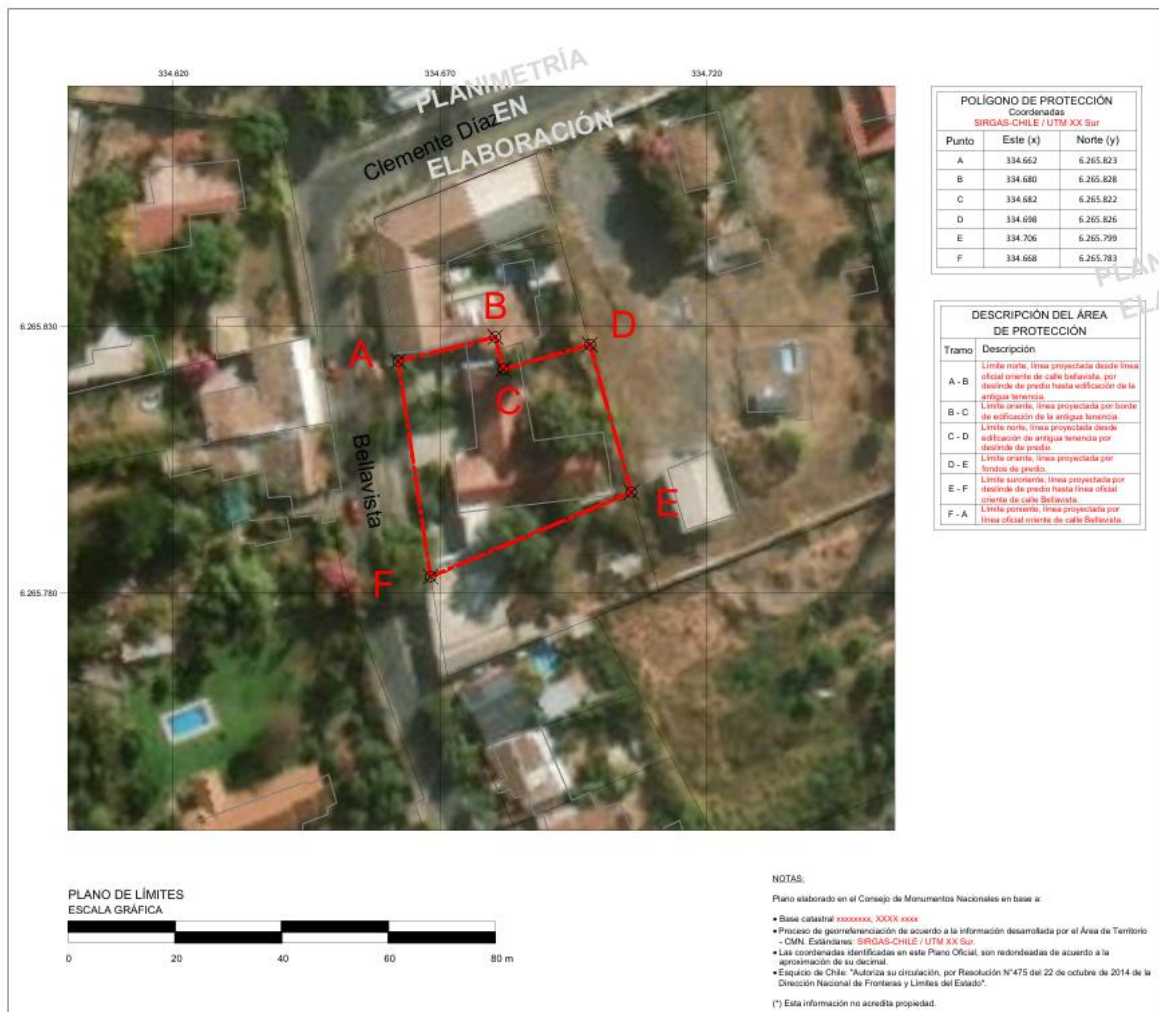 334.620
334.670
334.720
PLANIMETRÍA
EN
ELABORACIÓN
Clemente Díaz
Bellavista
6.265.830
6.265.780
A
B
C
D
E
F
POLÍGONO DE PROTECCIÓN
Coordenadas
SIRGAS-CHILE / UTM XX Sur
Punto Este (x) Norte (y)
A 334.662 6.265.823
B 334.680 6.265.828
C 334.682 6.265.822
D 334.698 6.265.826
E 334.706 6.265.799
F 334.668 6.265.783
PLAN
ELA
DESCRIPCIÓN DEL ÁREA
DE PROTECCIÓN
Tramo Descripción
A - B Límite norte, línea proyectada desde línea
oficial oriente de calle bellavista, por
deslinde de predio hasta edificación de la
antigua tenencia.
B - C Límite oriente, línea proyectada por borde
de edificación de la antigua tenencia
C - D Límite norte, línea proyectada desde
edificación de antigua tenencia por
deslinde de predio.
D - E Límite oriente, línea proyectada por
fondos de predio.
E - F Límite suroriente, línea proyectada por
deslinde de predio hasta línea oficial
oriente de calle Bellavista.
F - A Límite poniente, línea proyectada por
línea oficial oriente de calle Bellavista.
PLANO DE LÍMITES
ESCALA GRÁFICA
0 20 40 60 80 m
NOTAS:
Plano elaborado en el Consejo de Monumentos Nacionales en base a:
• Base catastral xxxxxxxx, XXXX xxxx
• Proceso de georreferenciación de acuerdo a la información desarrollada por el Área de Territorio
- CMN. Estándares: SIRGAS-CHILE / UTM XX Sur.
• Las coordenadas identificadas en este Plano Oficial, son redondeadas de acuerdo a la
aproximación de su decimal.
• Esquicio de Chile: "Autoriza su circulación, por Resolución N°475 del 22 de octubre de 2014 de la
Dirección Nacional de Fronteras y Límites del Estado".
(*) Esta información no acredita propiedad.